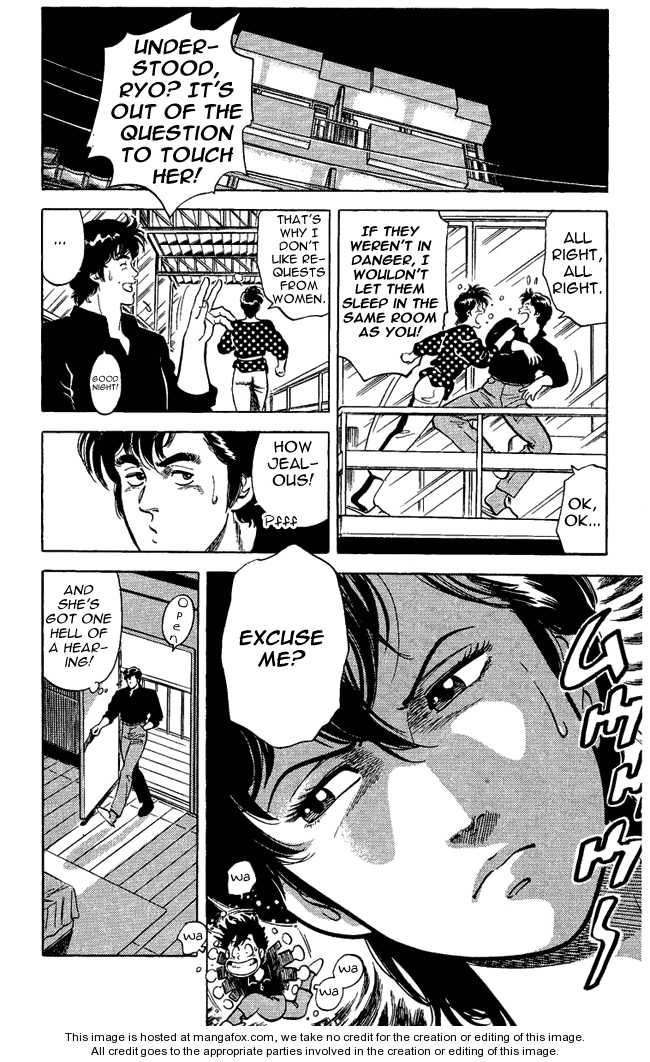 UNDER-
STOOD,
RYO? IT'S
OUT OF THE
QUESTION
TO TOUCH
HER!
ALL
RIGHT,
ALL
RIGHT.
IF THEY
WEREN'T IN
DANGER, I
WOULDN'T
LET THEM
SLEEP IN THE
SAME ROOM
AS YOU!
OK,
OK...
THAT'S
WHY I
DON'T
LIKE RE-
QUESTS
FROM
WOMEN.
...
GOOD
NIGHT!
HOW
JEAL-
OUS!
Pfff
EXCUSE
ME?
wa
wa
wa
wa
open
AND
SHE'S
GOT ONE
HELL OF
A HEAR-
ING!
This image is hosted at mangafox.com, we take no credit for the creation or editing of this image.
All credit goes to the appropriate parties involved in the creation or editing of this image.